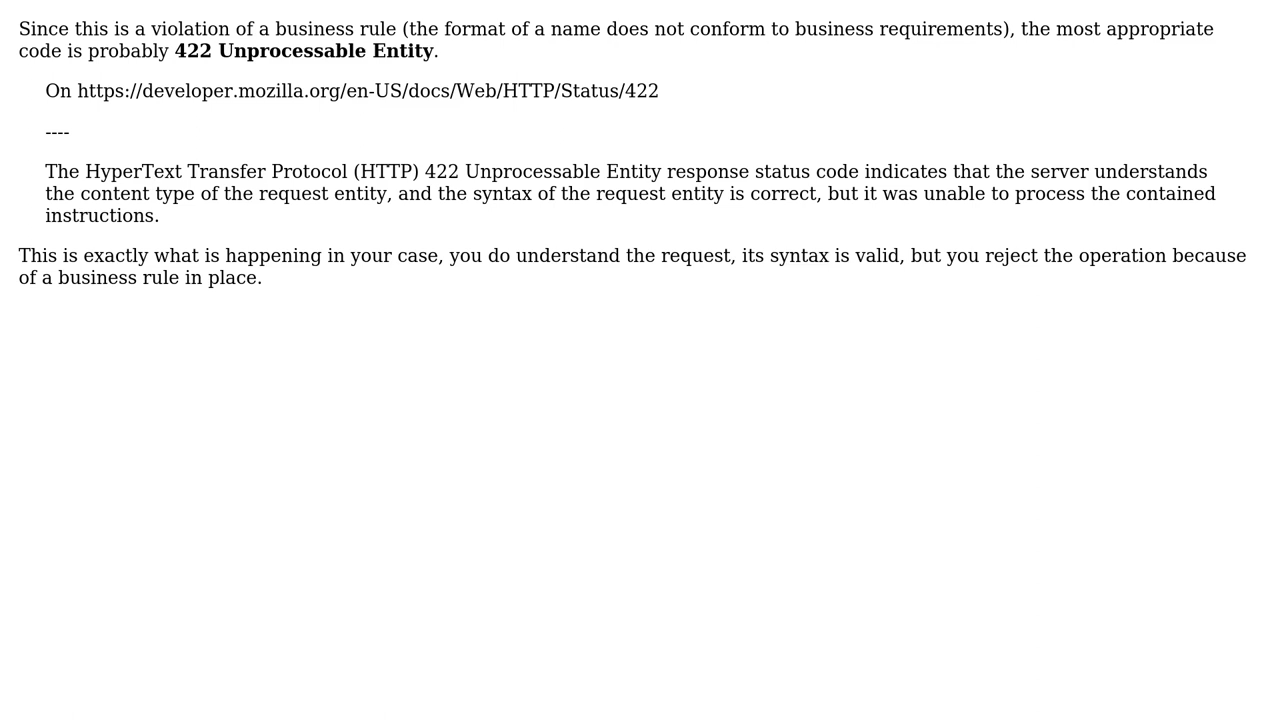 Since this is a violation of a business rule (the format of a name does not conform to business requirements), the most appropriate
code is probably 422 Unprocessable Entity.
On https://developer.mozilla.org/en-US/docs/Web/HTTP/Status/422
----
The HyperText Transfer Protocol (HTTP) 422 Unprocessable Entity response status code indicates that the server understands
the content type of the request entity, and the syntax of the request entity is correct, but it was unable to process the contained
instructions.
This is exactly what is happening in your case, you do understand the request, its syntax is valid, but you reject the operation because
of a business rule in place.